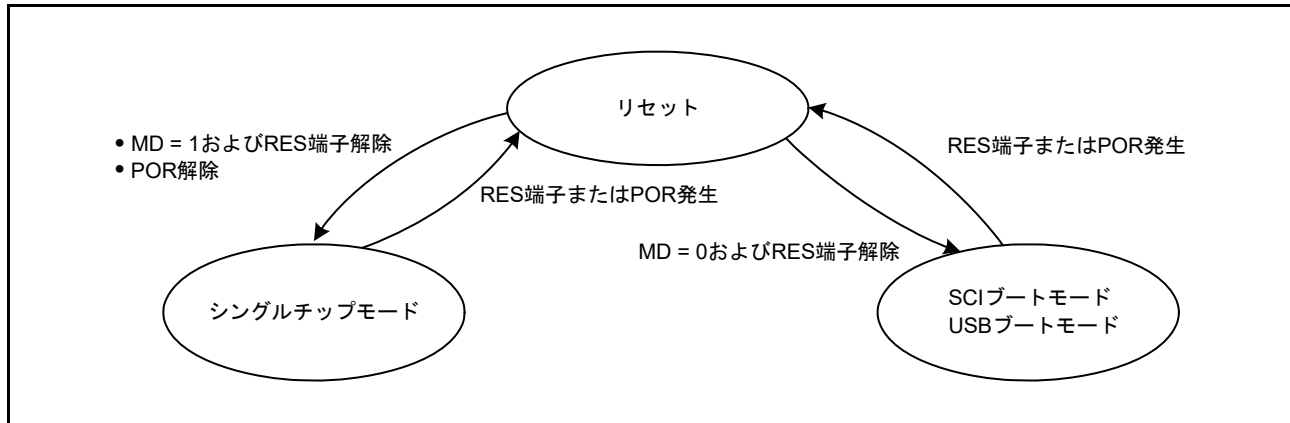 リセット
• MD = 1およびRES端子解除
• POR解除
RES端子またはPOR発生
RES端子またはPOR発生
MD = 0およびRES端子解除
シングルチップモード
SCIブートモード
USBブートモード